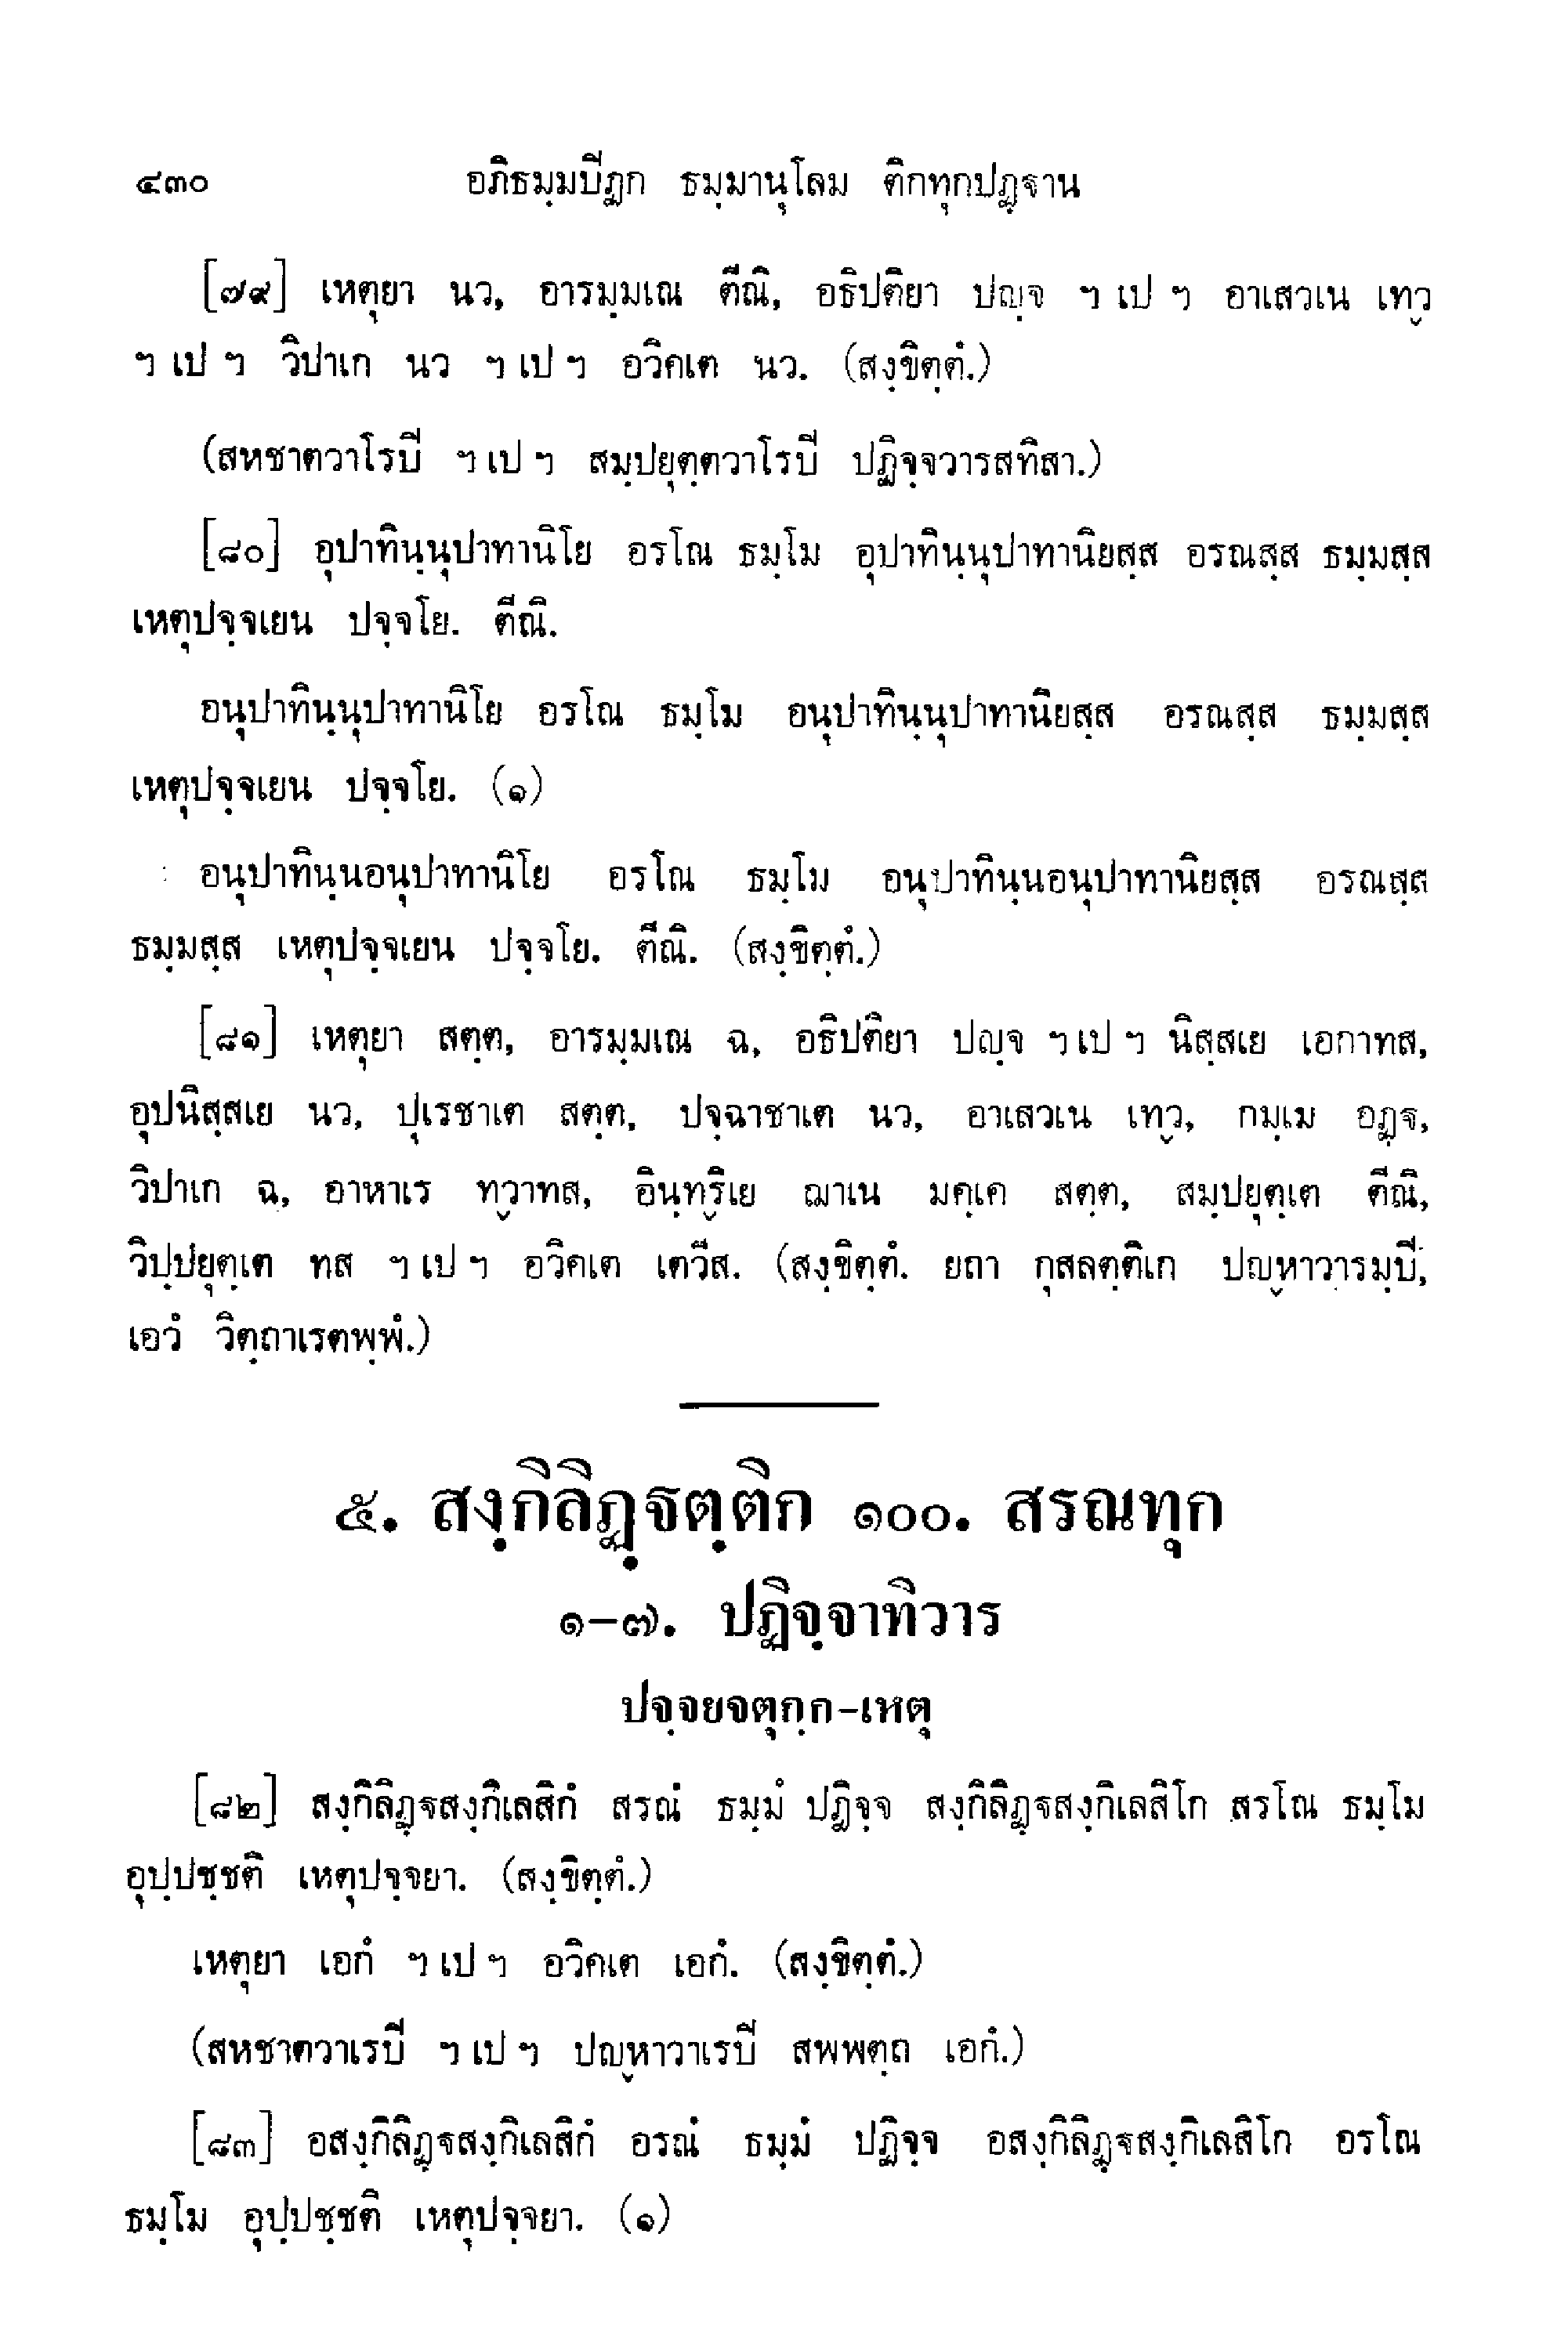 ๔๓๐ อภิธมฺมปิฏก ธมฺมานุโลม ติกทุกปฏฺฐาน
[๗๙] เหตุยา นว, อารมฺมเณ ตีณิ, อธิปติยา ปญฺจ ฯ เป ฯ อาเสวเน เทฺว
ฯ เป ฯ วิปาเก นว ฯ เป ฯ อวิคเต นว. (สงฺขิตฺตํ.)
(สหชาตวาโรปิ ฯ เป ฯ สมฺปยุตฺตวาโรปิ ปฏิจฺจวารสทิสา.)
[๘๐] อุปาทินฺนุปาทานิโย อรโณ ธมฺโม อุปาทินฺนุปาทานิยสฺส อรณสฺส ธมฺมสฺส
เหตุปจฺจเยน ปจฺจโย. ตีณิ.
อนุปาทินฺนุปาทานิโย อรโณ ธมฺโม อนุปาทินฺนุปาทานิยสฺส อรณสฺส ธมฺมสฺส
เหตุปจฺจเยน ปจฺจโย. (๑)
อนุปาทินฺนอนุปาทานิโย อรโณ ธมฺโม อนุปาทินฺนอนุปาทานิยสฺส อรณสฺส
ธมฺมสฺส เหตุปจฺจเยน ปจฺจโย. ตีณิ. (สงฺขิตฺตํ.)
[๘๑] เหตุยา สตฺต, อารมฺมเณ ฉ, อธิปติยา ปญฺจ ฯ เป ฯ นิสฺสเย เอกาทส,
อุปนิสฺสเย นว, ปุเรชาเต สตฺต, ปจฺฉาชาเต นว, อาเสวเน เทฺว, กมฺเม อฏฺฐ,
วิปาเก ฉ, อาหาเร ทฺวาทส, อินฺทฺริเย ฌาเน มคฺเค สตฺต, สมฺปยุตฺเต ตีณิ,
วิปฺปยุตฺเต ทส ฯ เป ฯ อวิคเต เตวีส. (สงฺขิตฺตํ. ยถา กุสลตฺติเก ปญฺหาวารมฺปิ,
เอวํ วิตฺถาเรตพฺพํ.)
๕. สงฺกิลิฏฺฐตฺติก ๑๐๐. สรณทุก
๑-๗. ปฏิจฺจาทิวาร
ปจฺจยจตุกฺก-เหตุ
[๘๒] สงฺกิลิฏฺฐสงฺกิเลสิกํ สรณํ ธมฺมํ ปฏิจฺจ สงฺกิลิฏฺฐสงฺกิเลสิโก สรโณ ธมฺโม
อุปฺปชฺชติ เหตุปจฺจยา. (สงฺขิตฺตํ.)
เหตุยา เอกํ ฯ เป ฯ อวิคเต เอกํ. (สงฺขิตฺตํ.)
(สหชาตวาเรปิ ฯ เป ฯ ปญฺหาวาเรปิ สพพตฺถ เอกํ.)
[๘๓] อสงฺกิลิฏฺฐสงฺกิเลสิกํ อรณํ ธมฺมํ ปฏิจฺจ อสงฺกิลิฏฺฐสงฺกิเลสิโก อรโณ
ธมฺโม อุปฺปชฺชติ เหตุปจฺจยา. (๑)